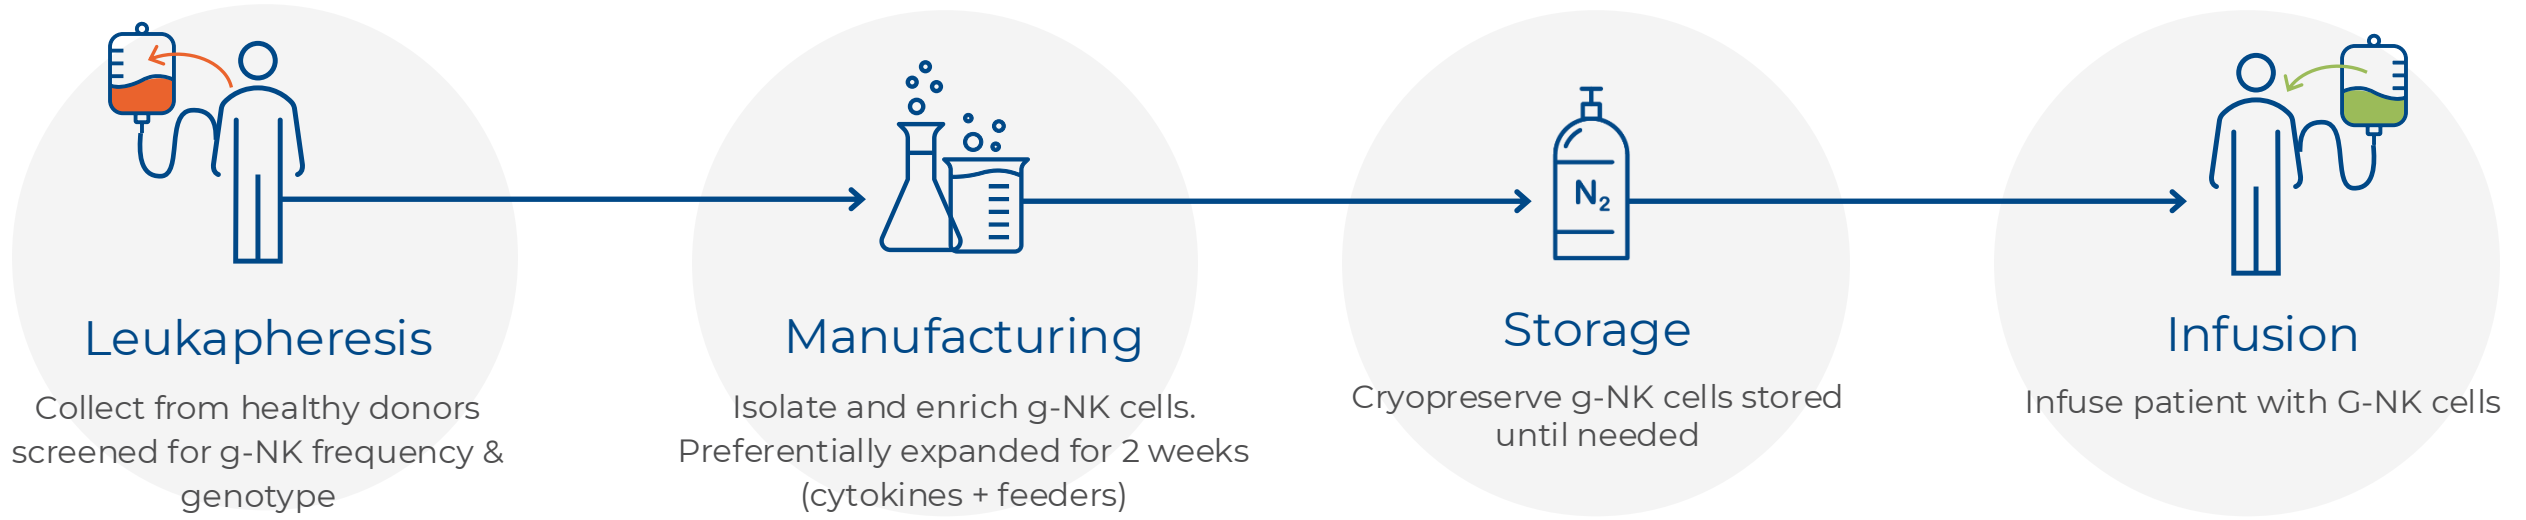 Leukapheresis
Collect from healthy donors
screened for g-NK frequency &
genotype
Manufacturing
Isolate and enrich g-NK cells.
Preferentially expanded for 2 weeks
(cytokines + feeders)
N₂
Storage
Cryopreserve g-NK cells stored
until needed
Infusion
Infuse patient with G-NK cells